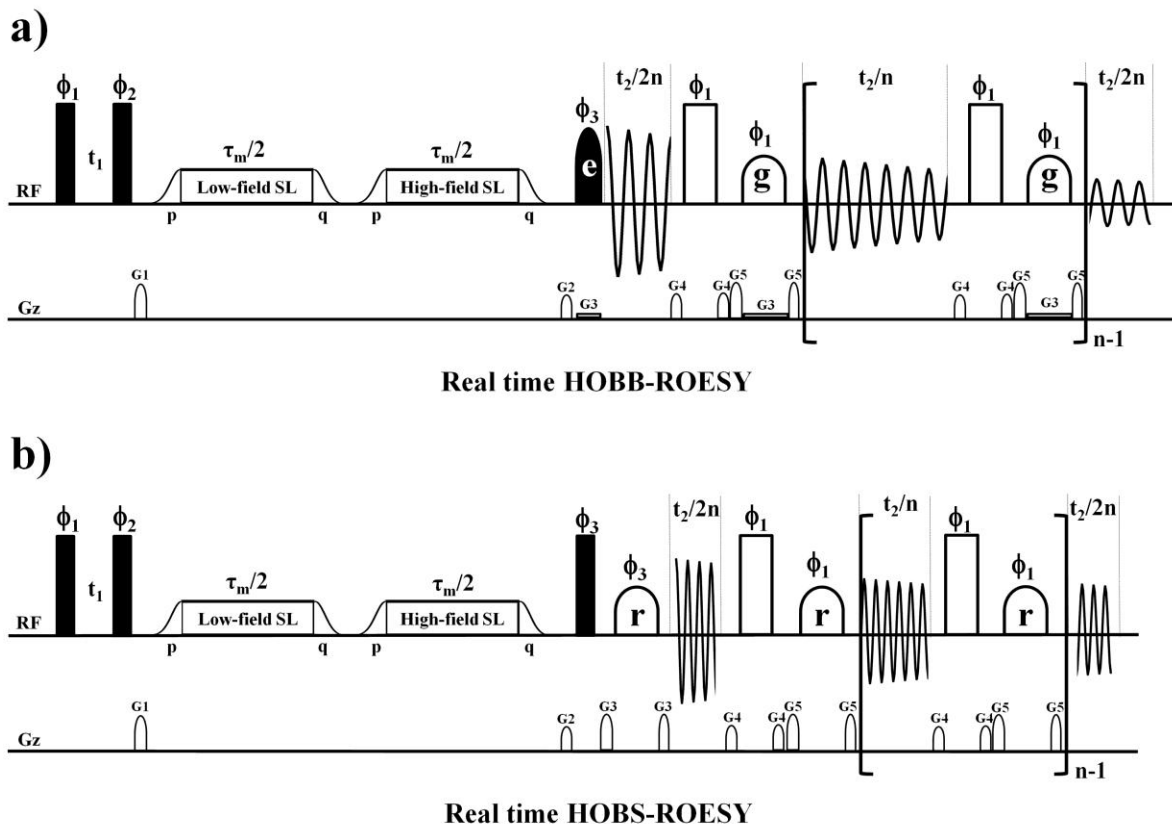 a)
t₂/2n t₂/n t₂/2n
ϕ₁ ϕ₂ ϕ₃ ϕ₁ ϕ₁ ϕ₁ ϕ₁
t₁ τₘ/2 τₘ/2
RF Low-field SL High-field SL e g g
p q p q
G1 G2 G3 G4 G4 G5 G3 G5 G4 G4 G5 G3 G5
Gz
n-1
Real time HOBB-ROESY
b)
t₂/2n t₂/n t₂/2n
ϕ₁ ϕ₂ ϕ₃ ϕ₃ ϕ₁ ϕ₁ ϕ₁ ϕ₁
t₁ τₘ/2 τₘ/2
RF Low-field SL High-field SL r r r
p q p q
G1 G2 G3 G3 G4 G4 G5 G5 G4 G4 G5 G5
Gz
n-1
Real time HOBS-ROESY